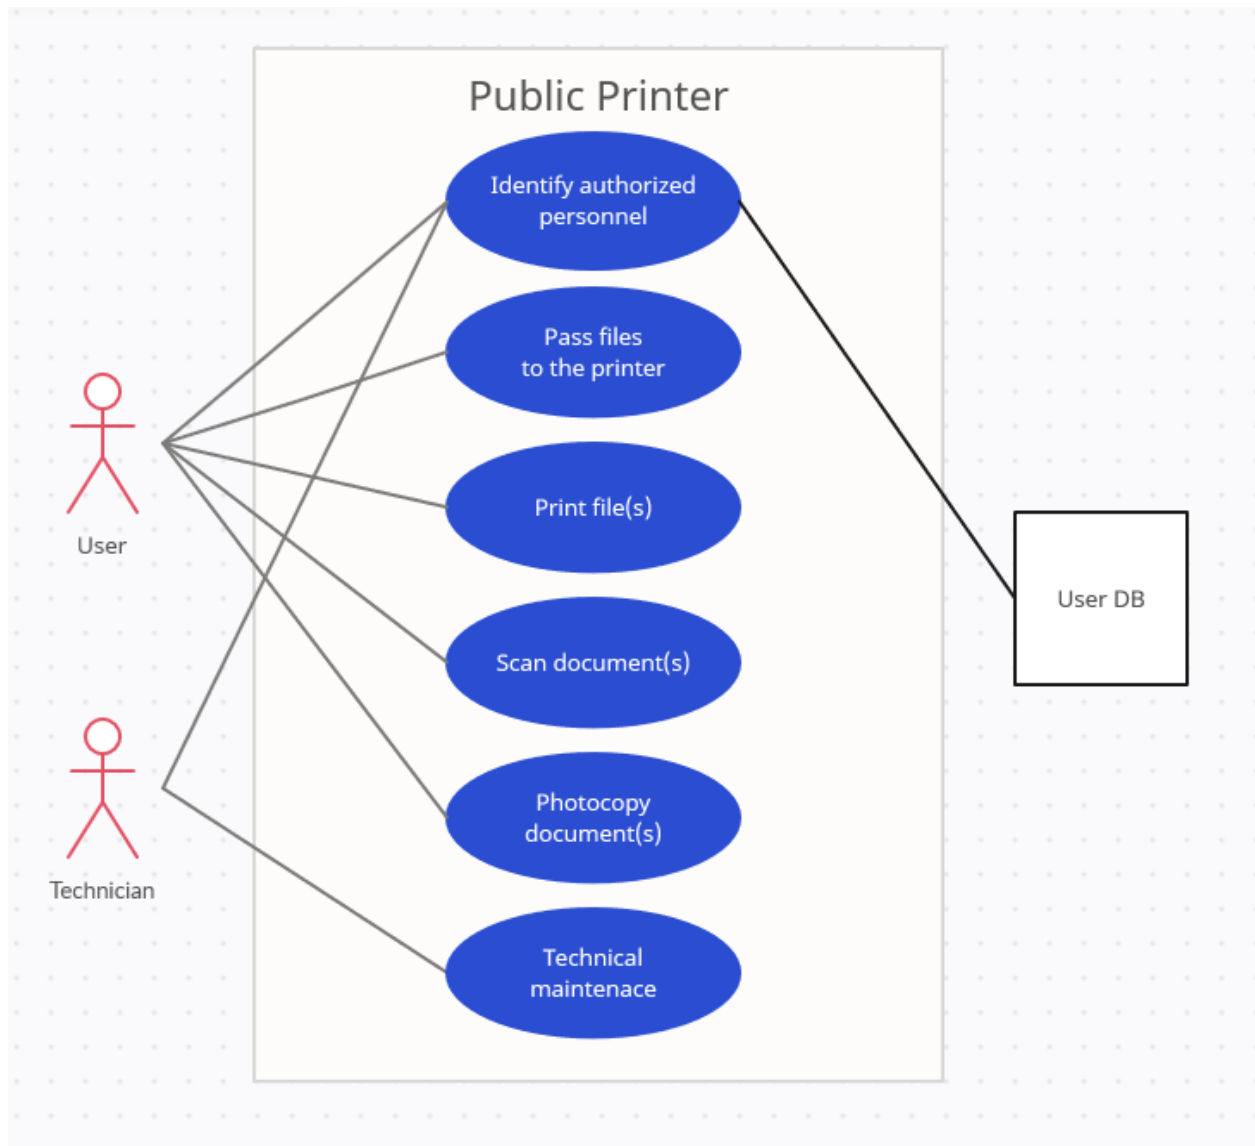 Public Printer
Identify authorized
personnel
Pass files
to the printer
Print file(s)
User
User DB
Scan document(s)
Photocopy
document(s)
Technician
Technical
maintenace